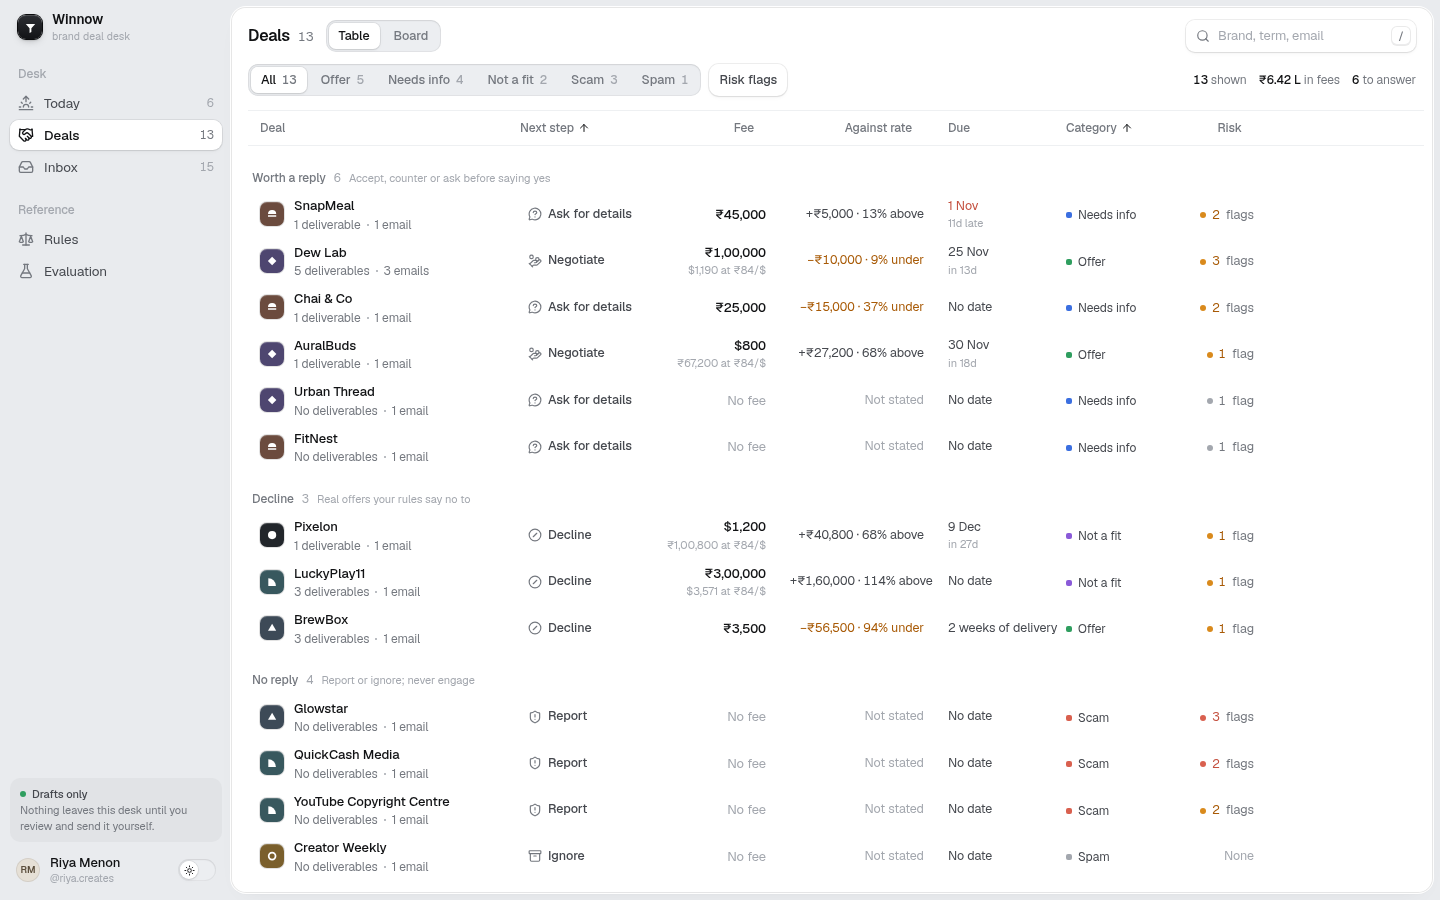 Winnow
brand deal desk
Desk
Today 6
Deals 13
Inbox 15
Reference
Rules
Evaluation
Drafts only
Nothing leaves this desk until you
review and send it yourself.
RM
Riya Menon
@riya.creates
Deals 13 Table Board
Brand, term, email /
All 13 Offer 5 Needs info 4 Not a fit 2 Scam 3 Spam 1 Risk flags
13 shown ₹6.42 L in fees 6 to answer
Deal Next step ↑ Fee Against rate Due Category ↑ Risk
Worth a reply 6 Accept, counter or ask before saying yes
SnapMeal
1 deliverable · 1 email
Ask for details ₹45,000 +₹5,000 · 13% above
1 Nov
11d late
Needs info 2 flags
Dew Lab
5 deliverables · 3 emails
Negotiate
₹1,00,000
$1,190 at ₹84/$
−₹10,000 · 9% under
25 Nov
in 13d
Offer 3 flags
Chai & Co
1 deliverable · 1 email
Ask for details ₹25,000 −₹15,000 · 37% under No date Needs info 2 flags
AuralBuds
1 deliverable · 1 email
Negotiate
$800
₹67,200 at ₹84/$
+₹27,200 · 68% above
30 Nov
in 18d
Offer 1 flag
Urban Thread
No deliverables · 1 email
Ask for details No fee Not stated No date Needs info 1 flag
FitNest
No deliverables · 1 email
Ask for details No fee Not stated No date Needs info 1 flag
Decline 3 Real offers your rules say no to
Pixelon
1 deliverable · 1 email
Decline
$1,200
₹1,00,800 at ₹84/$
+₹40,800 · 68% above
9 Dec
in 27d
Not a fit 1 flag
LuckyPlay11
3 deliverables · 1 email
Decline
₹3,00,000
$3,571 at ₹84/$
+₹1,60,000 · 114% above No date Not a fit 1 flag
BrewBox
3 deliverables · 1 email
Decline ₹3,500 −₹56,500 · 94% under 2 weeks of delivery Offer 1 flag
No reply 4 Report or ignore; never engage
Glowstar
No deliverables · 1 email
Report No fee Not stated No date Scam 3 flags
QuickCash Media
No deliverables · 1 email
Report No fee Not stated No date Scam 2 flags
YouTube Copyright Centre
No deliverables · 1 email
Report No fee Not stated No date Scam 2 flags
Creator Weekly
No deliverables · 1 email
Ignore No fee Not stated No date Spam None